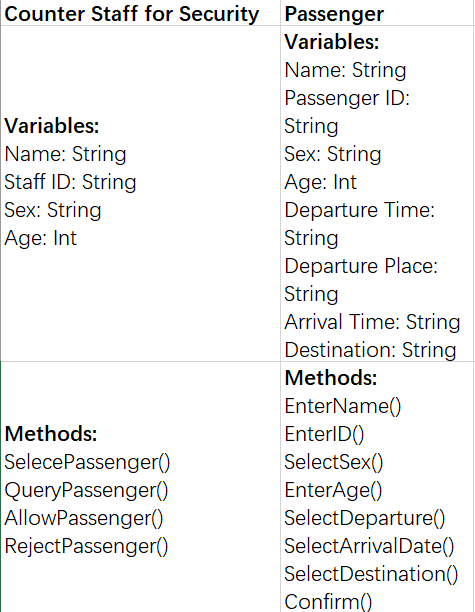 Counter Staff for Security
Passenger
Variables:
Name: String
Staff ID: String
Sex: String
Age: Int
Variables:
Name: String
Passenger ID:
String
Sex: String
Age: Int
Departure Time:
String
Departure Place:
String
Arrival Time: String
Destination: String
Methods:
SelecePassenger()
QueryPassenger()
AllowPassenger()
RejectPassenger()
Methods:
EnterName()
EnterID()
SelectSex()
EnterAge()
SelectDeparture()
SelectArrivalDate()
SelectDestination()
Confirm()